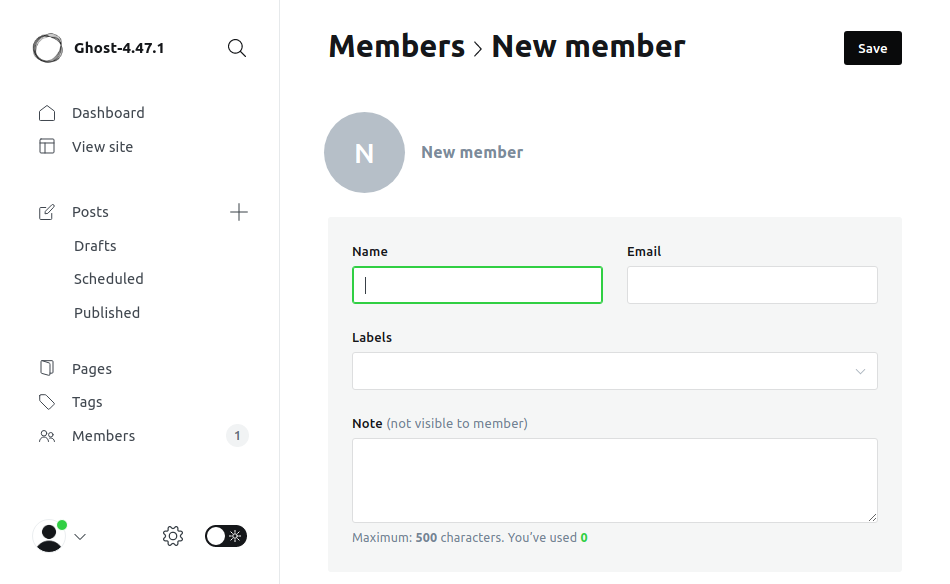 Ghost-4.47.1
Dashboard
View site
Posts
Drafts
Scheduled
Published
Pages
Tags
Members 1
Members > New member
Save
N
New member
Name Email
Labels
Note (not visible to member)
Maximum: 500 characters. You’ve used 0